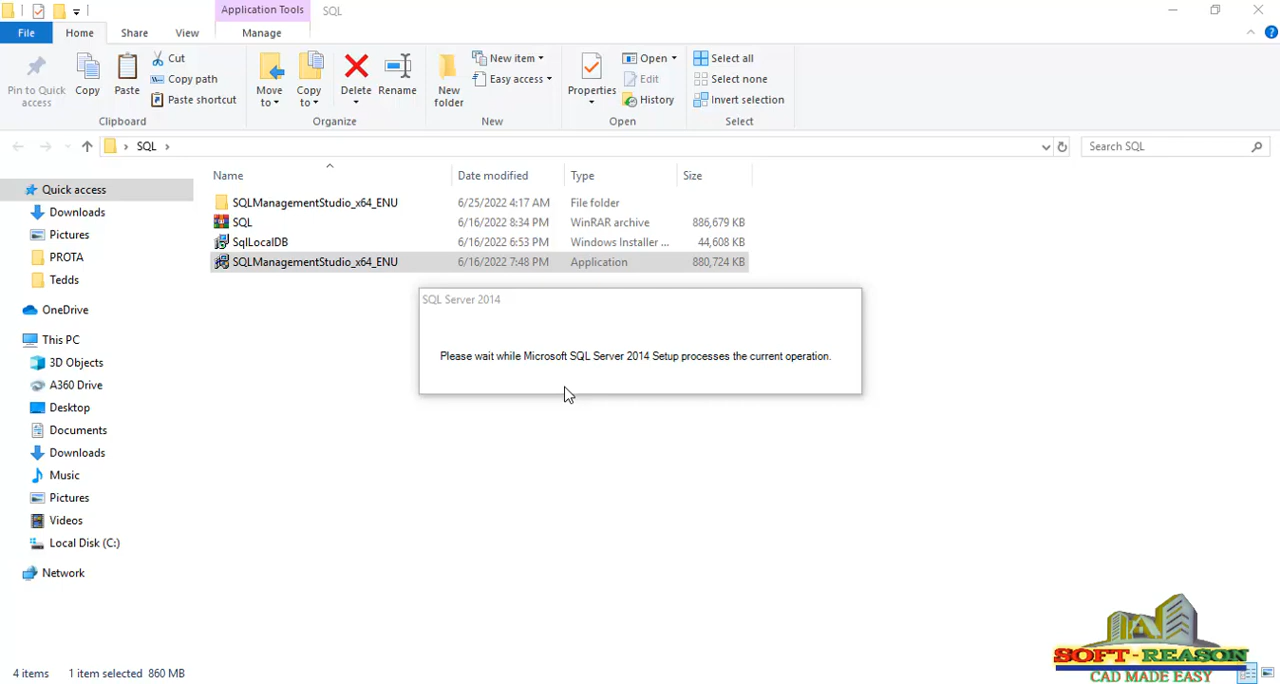 Application Tools
SQL
File
Home
Share
View
Manage
Pin to Quick access
Copy
Paste
Cut
Copy path
Paste shortcut
Clipboard
Move to
Copy to
Delete
Rename
Organize
New folder
New item
Easy access
New
Properties
Open
Edit
History
Open
Select all
Select none
Invert selection
Select
SQL
Search SQL
Name
Date modified
Type
Size
SQLManagementStudio_x64_ENU 6/25/2022 4:17 AM File folder
SQL 6/16/2022 8:34 PM WinRAR archive 886,679 KB
SqlLocalDB 6/16/2022 6:53 PM Windows Installer ... 44,608 KB
SQLManagementStudio_x64_ENU 6/16/2022 7:48 PM Application 880,724 KB
Quick access
Downloads
Pictures
PROTA
Tedds
OneDrive
This PC
3D Objects
A360 Drive
Desktop
Documents
Downloads
Music
Pictures
Videos
Local Disk (C:)
Network
SQL Server 2014
Please wait while Microsoft SQL Server 2014 Setup processes the current operation.
4 items 1 item selected 860 MB
SOFT-REASON
CAD MADE EASY